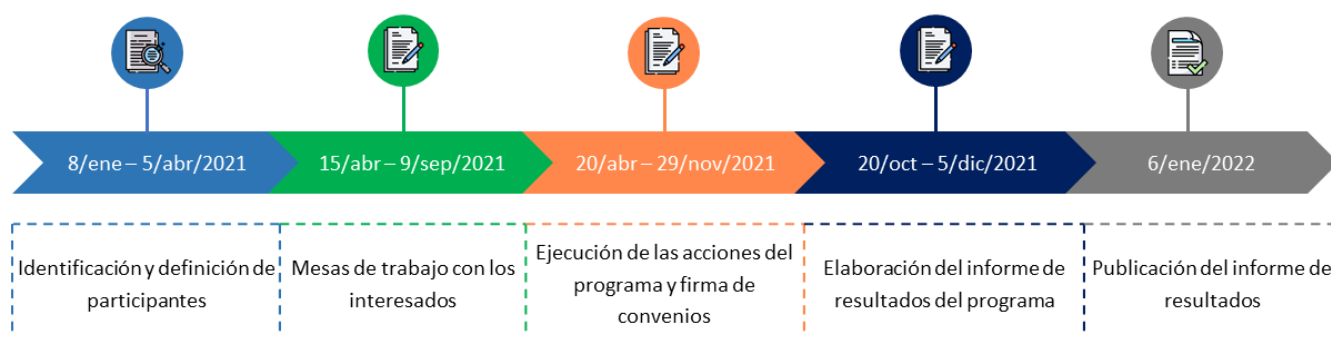 8/ene – 5/abr/2021
15/abr – 9/sep/2021
20/abr – 29/nov/2021
20/oct – 5/dic/2021
6/ene/2022
Identificación y definición de
participantes
Mesas de trabajo con los
interesados
Ejecución de las acciones del
programa y firma de
convenios
Elaboración del informe de
resultados del programa
Publicación del informe de
resultados